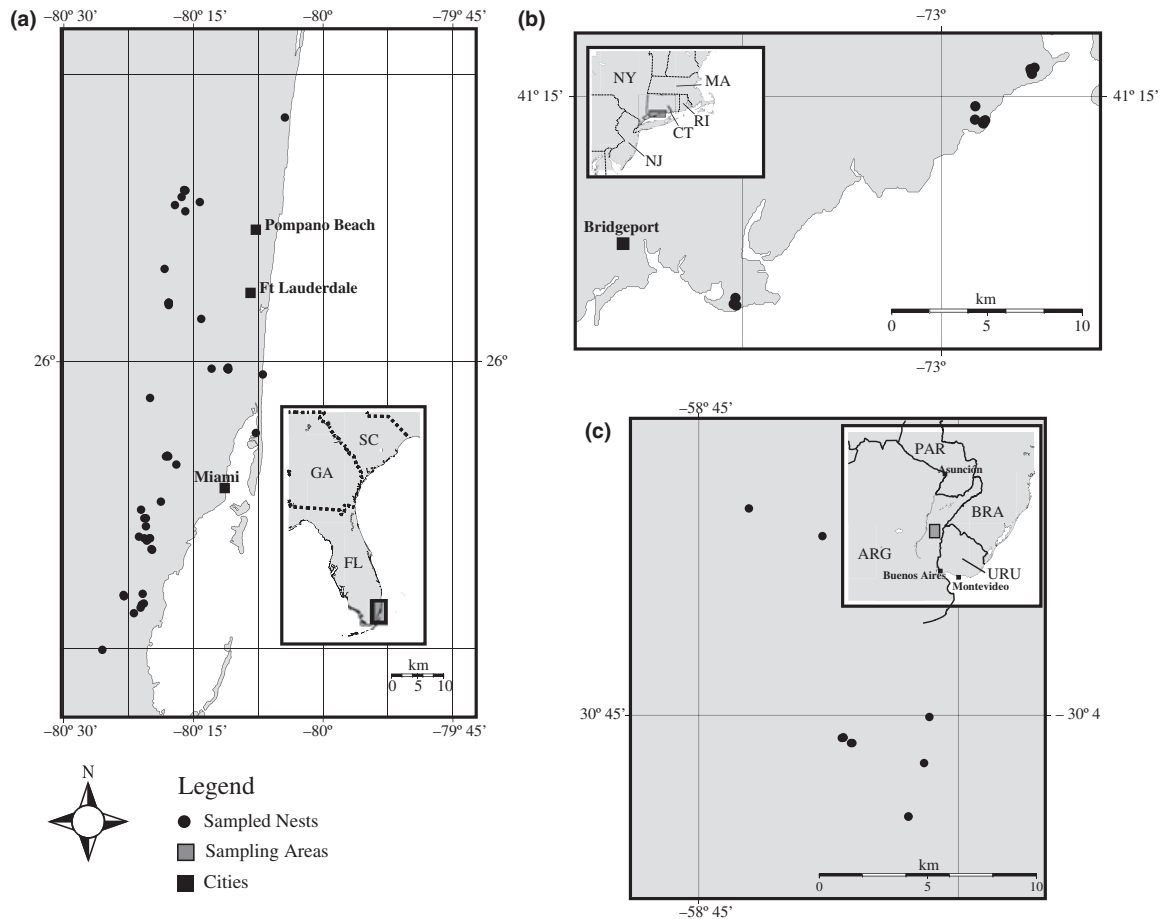 (a)
–80º 30’ –80º 15’ –80º –79º 45’
Pompano Beach
Ft Lauderdale
26º
26º
Miami
SC
GA
FL
km
0 5 10
–80º 30’ –80º 15’ –80º –79º 45’
(b)
–73º
NY
MA
RI
CT
NJ
41º 15’
41º 15’
Bridgeport
km
0 5 10
–73º
(c)
–58º 45’
PAR
Asunción
BRA
ARG
URU
Buenos Aires
Montevideo
30º 45’
– 30º 4
km
0 5 10
–58º 45’
N
Legend
Sampled Nests
Sampling Areas
Cities